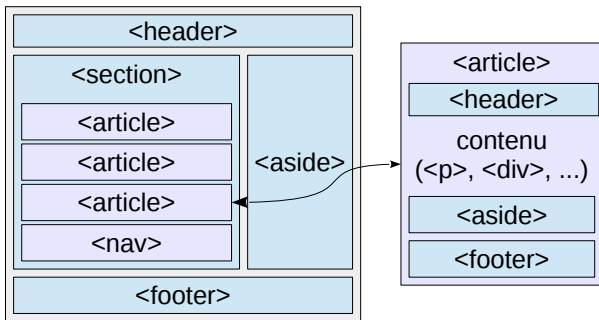 <header>
<section>
<article>
<article>
<article>
<nav>
<aside>
<footer>
<article>
<header>
contenu
(<p>, <div>, ...)
<aside>
<footer>